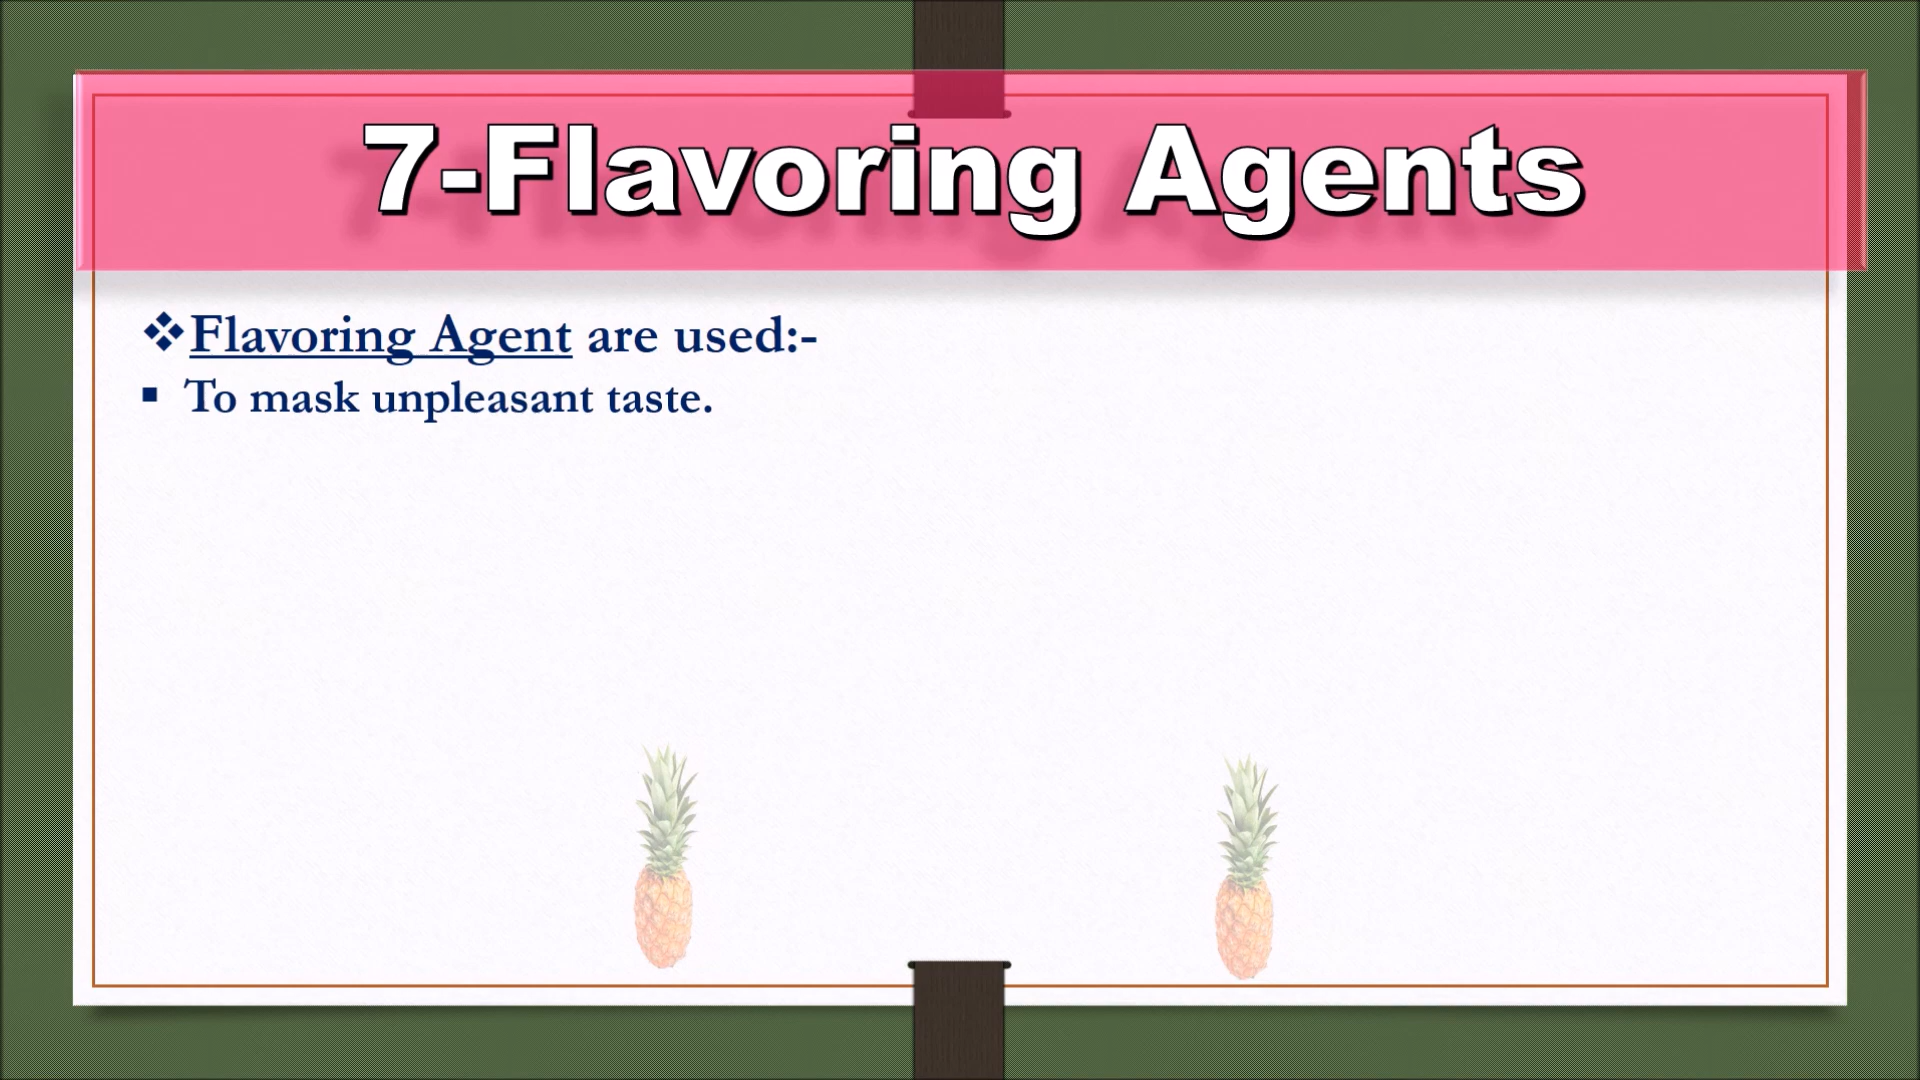 7-Flavoring Agents
❖Flavoring Agent are used:-
▪ To mask unpleasant taste.